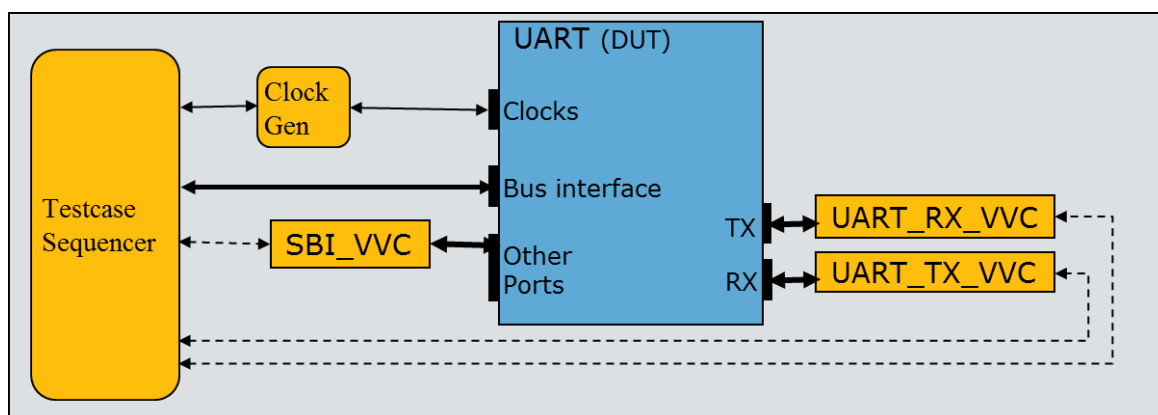 UART (DUT)
Clock
Gen
Clocks
Bus interface
Testcase
Sequencer
SBI_VVC
Other
Ports
TX
UART_RX_VVC
RX
UART_TX_VVC